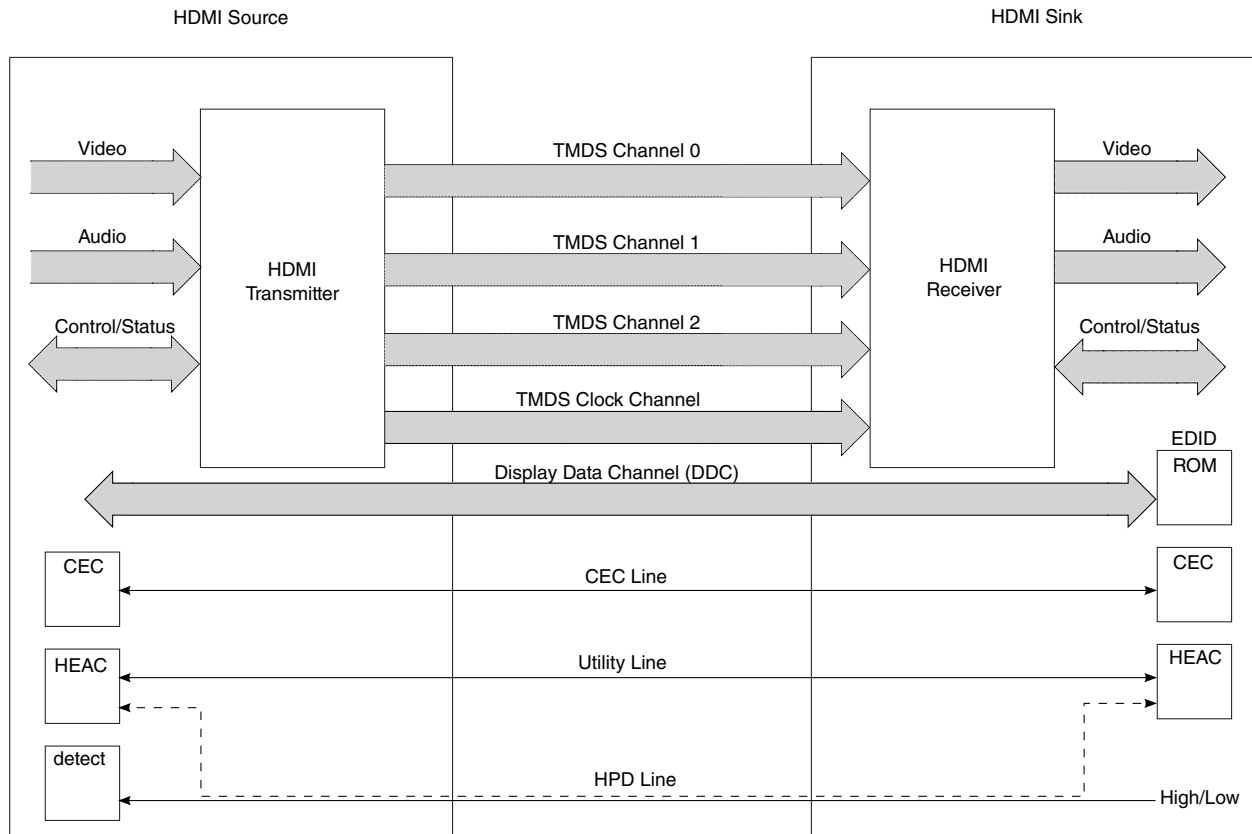 HDMI Source
HDMI Sink
Video
TMDS Channel 0
Video
Audio
TMDS Channel 1
Audio
HDMI
Transmitter
HDMI
Receiver
Control/Status
TMDS Channel 2
Control/Status
TMDS Clock Channel
EDID
ROM
Display Data Channel (DDC)
CEC
CEC Line
CEC
HEAC
Utility Line
HEAC
detect
HPD Line
High/Low